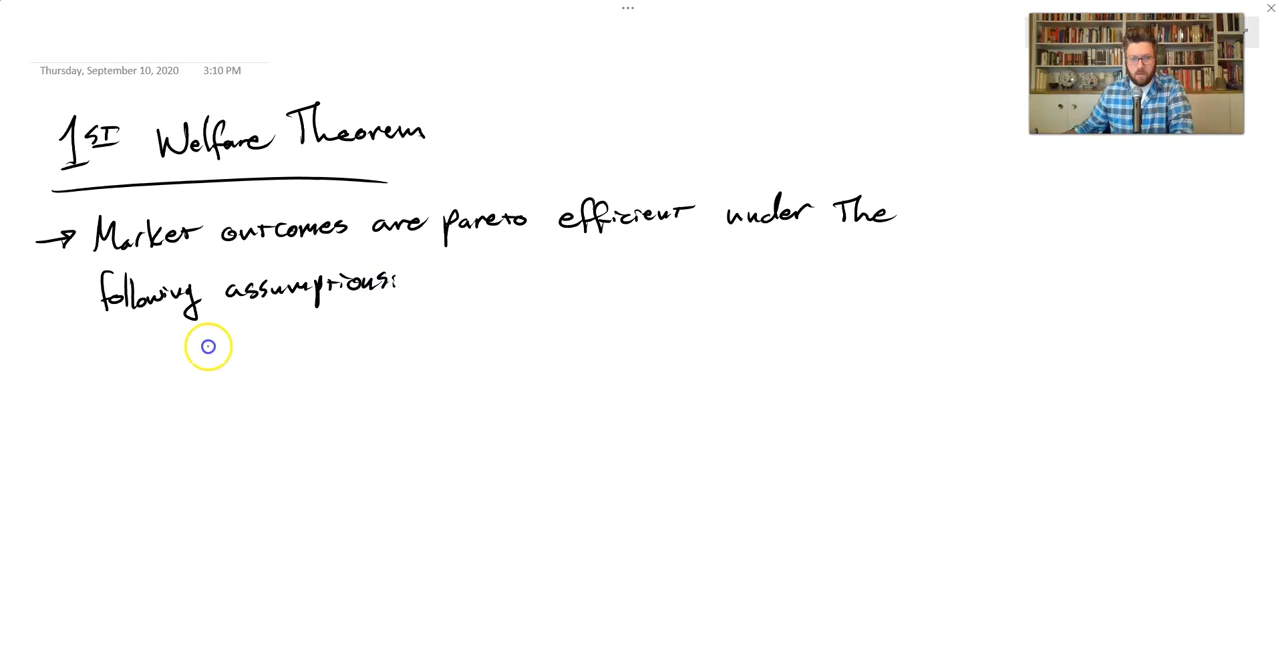 Thursday, September 10, 2020 3:10 PM
1ST Welfare Theorem
→ Market outcomes are pareto efficient under The
following assumptions: